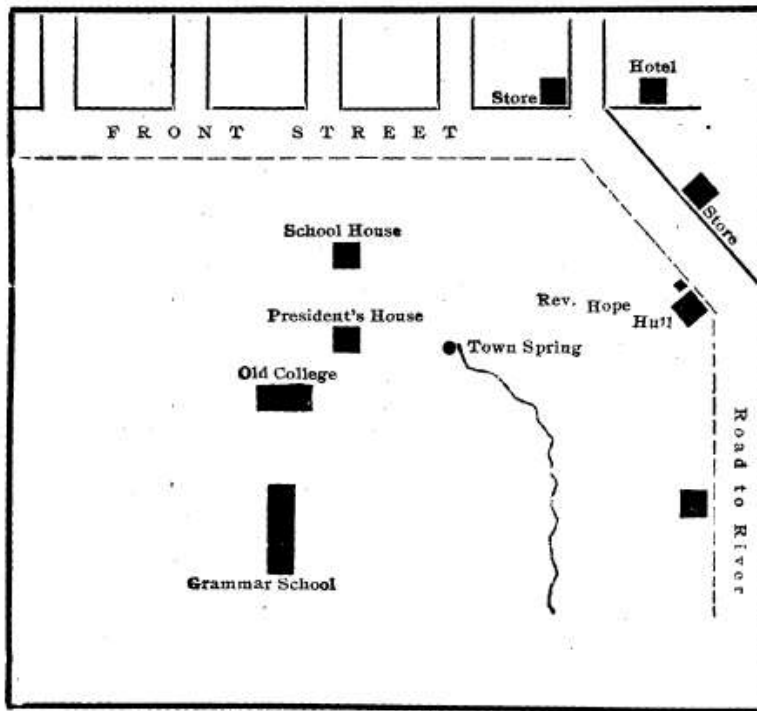 Hotel
Store
FRONT STREET
Store
School House
Rev. Hope Hull
President's House
Town Spring
Old College
Road to River
Grammar School